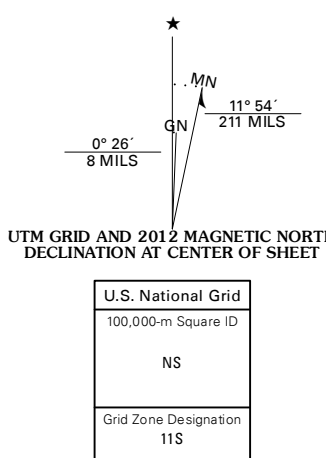 ★
MN
11° 54´
211 MILS
GN
0° 26´
8 MILS
UTM GRID AND 2012 MAGNETIC NORTH
DECLINATION AT CENTER OF SHEET
U.S. National Grid
100,000-m Square ID
NS
Grid Zone Designation
11S